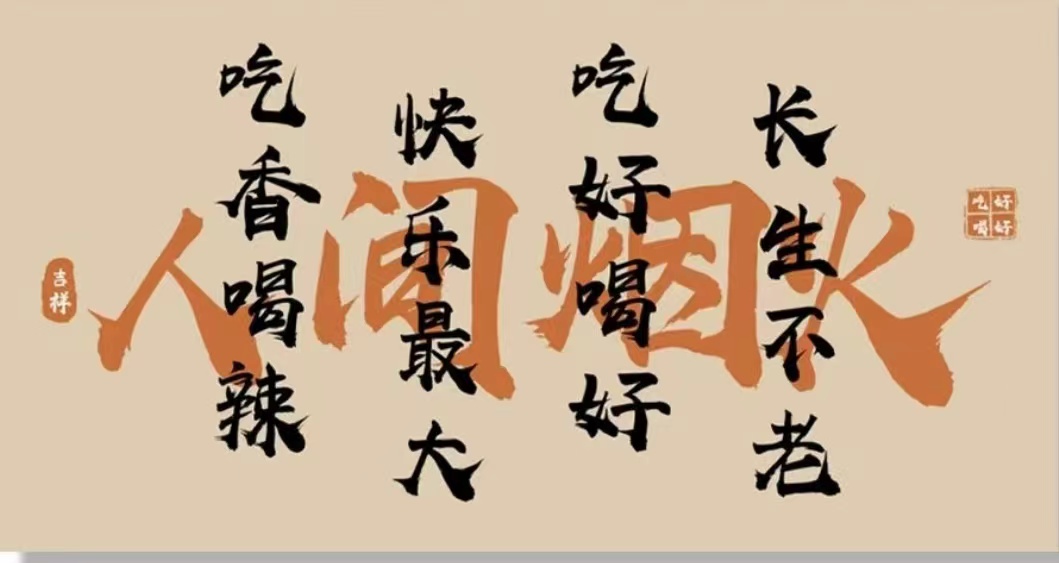 吃香喝辣
快乐最大
吃好喝好
长生不老
人间烟火
吉祥
吃好
喝好